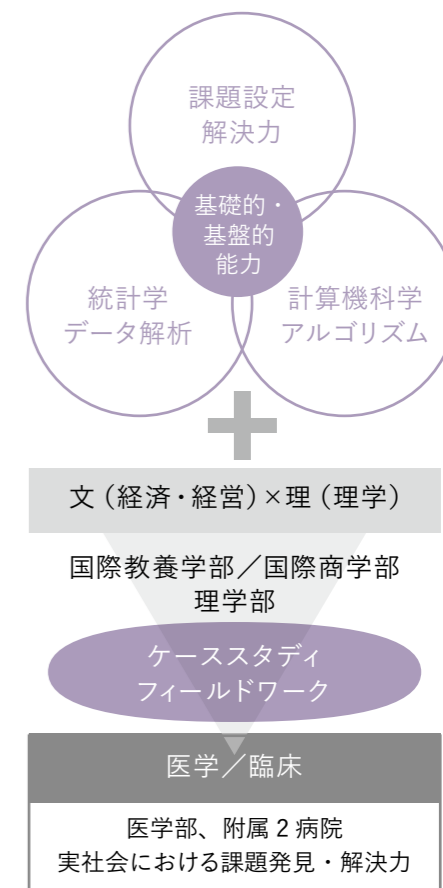 課題設定
解決力
基礎的・
基盤的
能力
統計学
データ解析
計算機科学
アルゴリズム
+
文（経済・経営）×理（理学）
国際教養学部／国際商学部
理学部
ケーススタディ
フィールドワーク
医学／臨床
医学部、附属2病院
実社会における課題発見・解決力